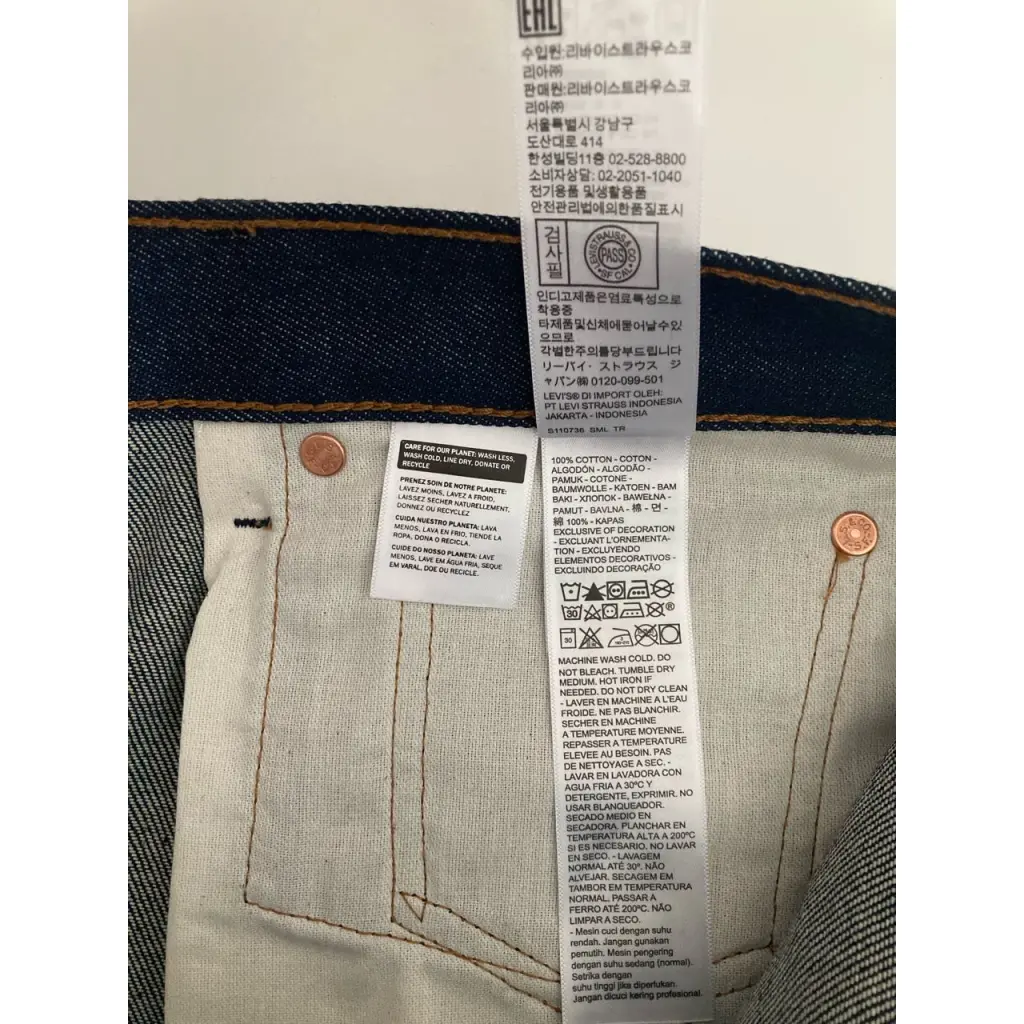 EAC
수입원:리바이스트라우스코
리아㈜
판매원:리바이스트라우스코
리아㈜
서울특별시 강남구
도산대로 414
한성빌딩11층 02-528-8800
소비자상담: 02-2051-1040
전기용품 및생활용품
안전관리법에의한품질표시
검사필
LEVI STRAUSS & CO
PASS
SF CAL
인디고제품은염료특성으로
착용중
타제품및신체에묻어날수있
으므로
각별한주의를당부드립니다
リーバイ· ストラウス ジ
ャパン㈱ 0120-099-501
LEVI'S® DI IMPORT OLEH:
PT LEVI STRAUSS INDONESIA
JAKARTA - INDONESIA
S110736 SML TR
CARE FOR OUR PLANET: WASH LESS,
WASH COLD, LINE DRY, DONATE OR
RECYCLE
PRENEZ SOIN DE NOTRE PLANETE:
LAVEZ MOINS, LAVEZ A FROID,
LAISSEZ SECHER NATURELLEMENT,
DONNEZ OU RECYCLEZ
CUIDA NUESTRO PLANETA: LAVA
MENOS, LAVA EN FRIO, TIENDE LA
ROPA, DONA O RECICLA.
CUIDE DO NOSSO PLANETA: LAVE
MENOS, LAVE EM ÁGUA FRIA, SEQUE
EM VARAL, DOE OU RECICLE.
100% COTTON - COTON -
ALGODÓN - ALGODÃO -
PAMUK - COTONE -
BAUMWOLLE - KATOEN - BAM
BAKI - ХЛОПОК - BAWEŁNA -
PAMUT - BAVLNA - 棉 - 면 -
綿 100% - KAPAS
EXCLUSIVE OF DECORATION
- EXCLUANT L'ORNEMENTA-
TION - EXCLUYENDO
ELEMENTOS DECORATIVOS -
EXCLUINDO DECORAÇÃO
30
30
MACHINE WASH COLD. DO
NOT BLEACH. TUMBLE DRY
MEDIUM. HOT IRON IF
NEEDED. DO NOT DRY CLEAN
- LAVER EN MACHINE A L'EAU
FROIDE. NE PAS BLANCHIR.
SECHER EN MACHINE
A TEMPERATURE MOYENNE.
REPASSER A TEMPERATURE
ELEVEE AU BESOIN. PAS
DE NETTOYAGE A SEC. -
LAVAR EN LAVADORA CON
AGUA FRIA A 30ºC Y
DETERGENTE, EXPRIMIR. NO
USAR BLANQUEADOR.
SECADO MEDIO EN
SECADORA. PLANCHAR EN
TEMPERATURA ALTA A 200ºC
SI ES NECESARIO. NO LAVAR
EN SECO. - LAVAGEM
NORMAL ATÉ 30º. NÃO
ALVEJAR. SECAGEM EM
TAMBOR EM TEMPERATURA
NORMAL. PASSAR A
FERRO ATÉ 200ºC. NÃO
LIMPAR A SECO.
- Mesin cuci dengan suhu
rendah. Jangan gunakan
pemutih. Mesin pengering
dengan suhu sedang (normal).
Setrika dengan
suhu tinggi jika diperlukan.
Jangan dicuci kering profesional.